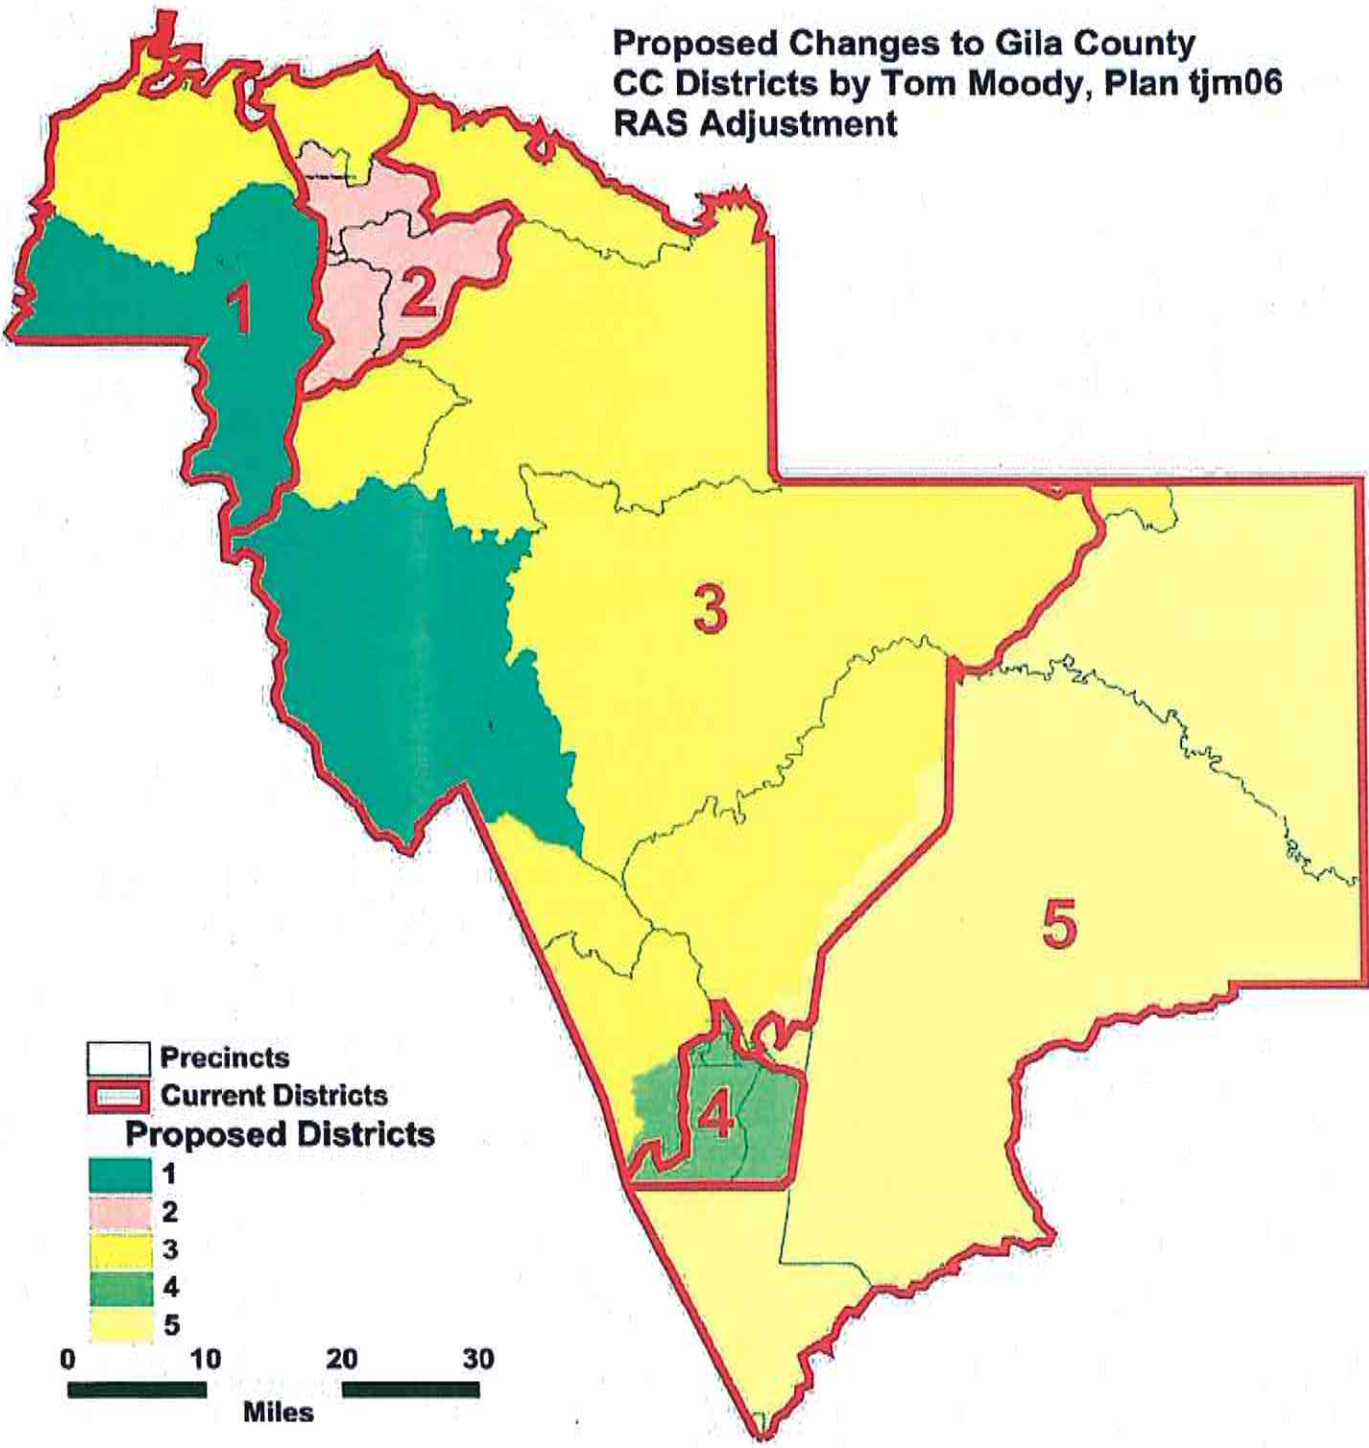 Proposed Changes to Gila County
CC Districts by Tom Moody, Plan tjm06
RAS Adjustment
1
2
3
5
4
Precincts
Current Districts
Proposed Districts
1
2
3
4
5
0 10 20 30
Miles